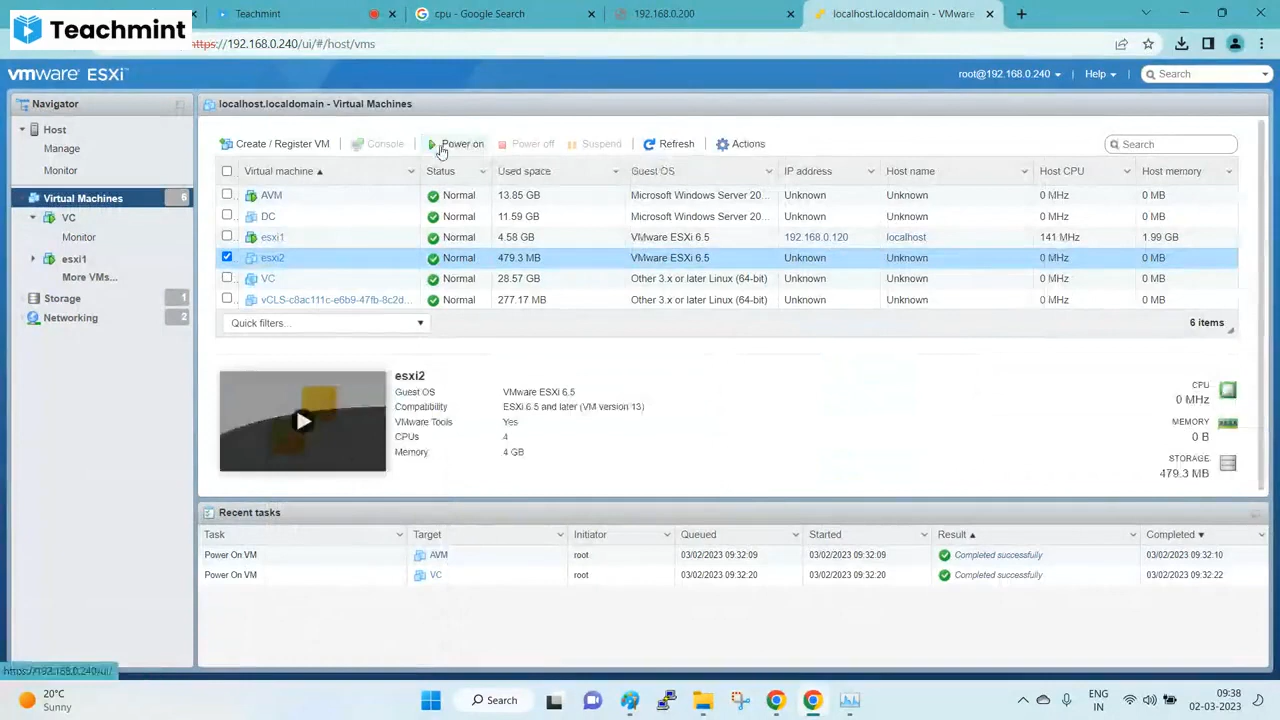 Teachmint
Teachmint
cpu - Google Search
192.168.0.200
localhost.localdomain - VMware
https://192.168.0.240/ui/#/host/vms
vmware ESXi
root@192.168.0.240
Help
Search
Navigator
localhost.localdomain - Virtual Machines
Host
Manage
Monitor
Virtual Machines 6
VC
Monitor
esxi1
More VMs...
Storage 1
Networking 2
Create / Register VM
Console
Power on
Power off
Suspend
Refresh
Actions
Search
Virtual machine Status Used space Guest OS IP address Host name Host CPU Host memory
AVM Normal 13.85 GB Microsoft Windows Server 20... Unknown Unknown 0 MHz 0 MB
DC Normal 11.59 GB Microsoft Windows Server 20... Unknown Unknown 0 MHz 0 MB
esxi1 Normal 4.58 GB VMware ESXi 6.5 192.168.0.120 localhost 141 MHz 1.99 GB
esxi2 Normal 479.3 MB VMware ESXi 6.5 Unknown Unknown 0 MHz 0 MB
VC Normal 28.57 GB Other 3.x or later Linux (64-bit) Unknown Unknown 0 MHz 0 MB
vCLS-c8ac111c-e6b9-47fb-8c2d... Normal 277.17 MB Other 3.x or later Linux (64-bit) Unknown Unknown 0 MHz 0 MB
Quick filters...
6 items
esxi2
Guest OS VMware ESXi 6.5
Compatibility ESXi 6.5 and later (VM version 13)
VMware Tools Yes
CPUs 4
Memory 4 GB
CPU
0 MHz
MEMORY
0 B
STORAGE
479.3 MB
Recent tasks
Task Target Initiator Queued Started Result Completed
Power On VM AVM root 03/02/2023 09:32:09 03/02/2023 09:32:09 Completed successfully 03/02/2023 09:32:10
Power On VM VC root 03/02/2023 09:32:20 03/02/2023 09:32:20 Completed successfully 03/02/2023 09:32:22
https://192.168.0.240/ui/
20°C
Sunny
Search
ENG
IN
09:38
02-03-2023